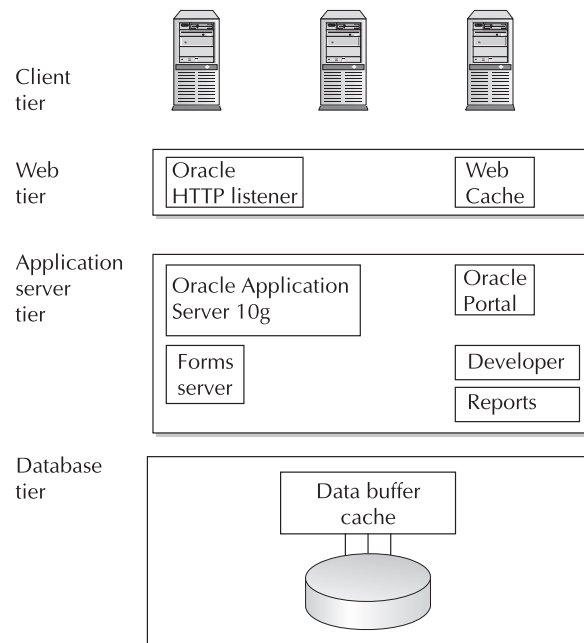 Client
tier
Web
tier
Oracle
HTTP listener
Web
Cache
Application
server
tier
Oracle Application
Server 10g
Oracle
Portal
Forms
server
Developer
Reports
Database
tier
Data buffer
cache